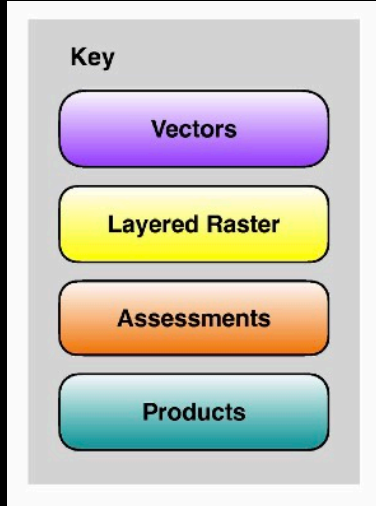 Key
Vectors
Layered Raster
Assessments
Products